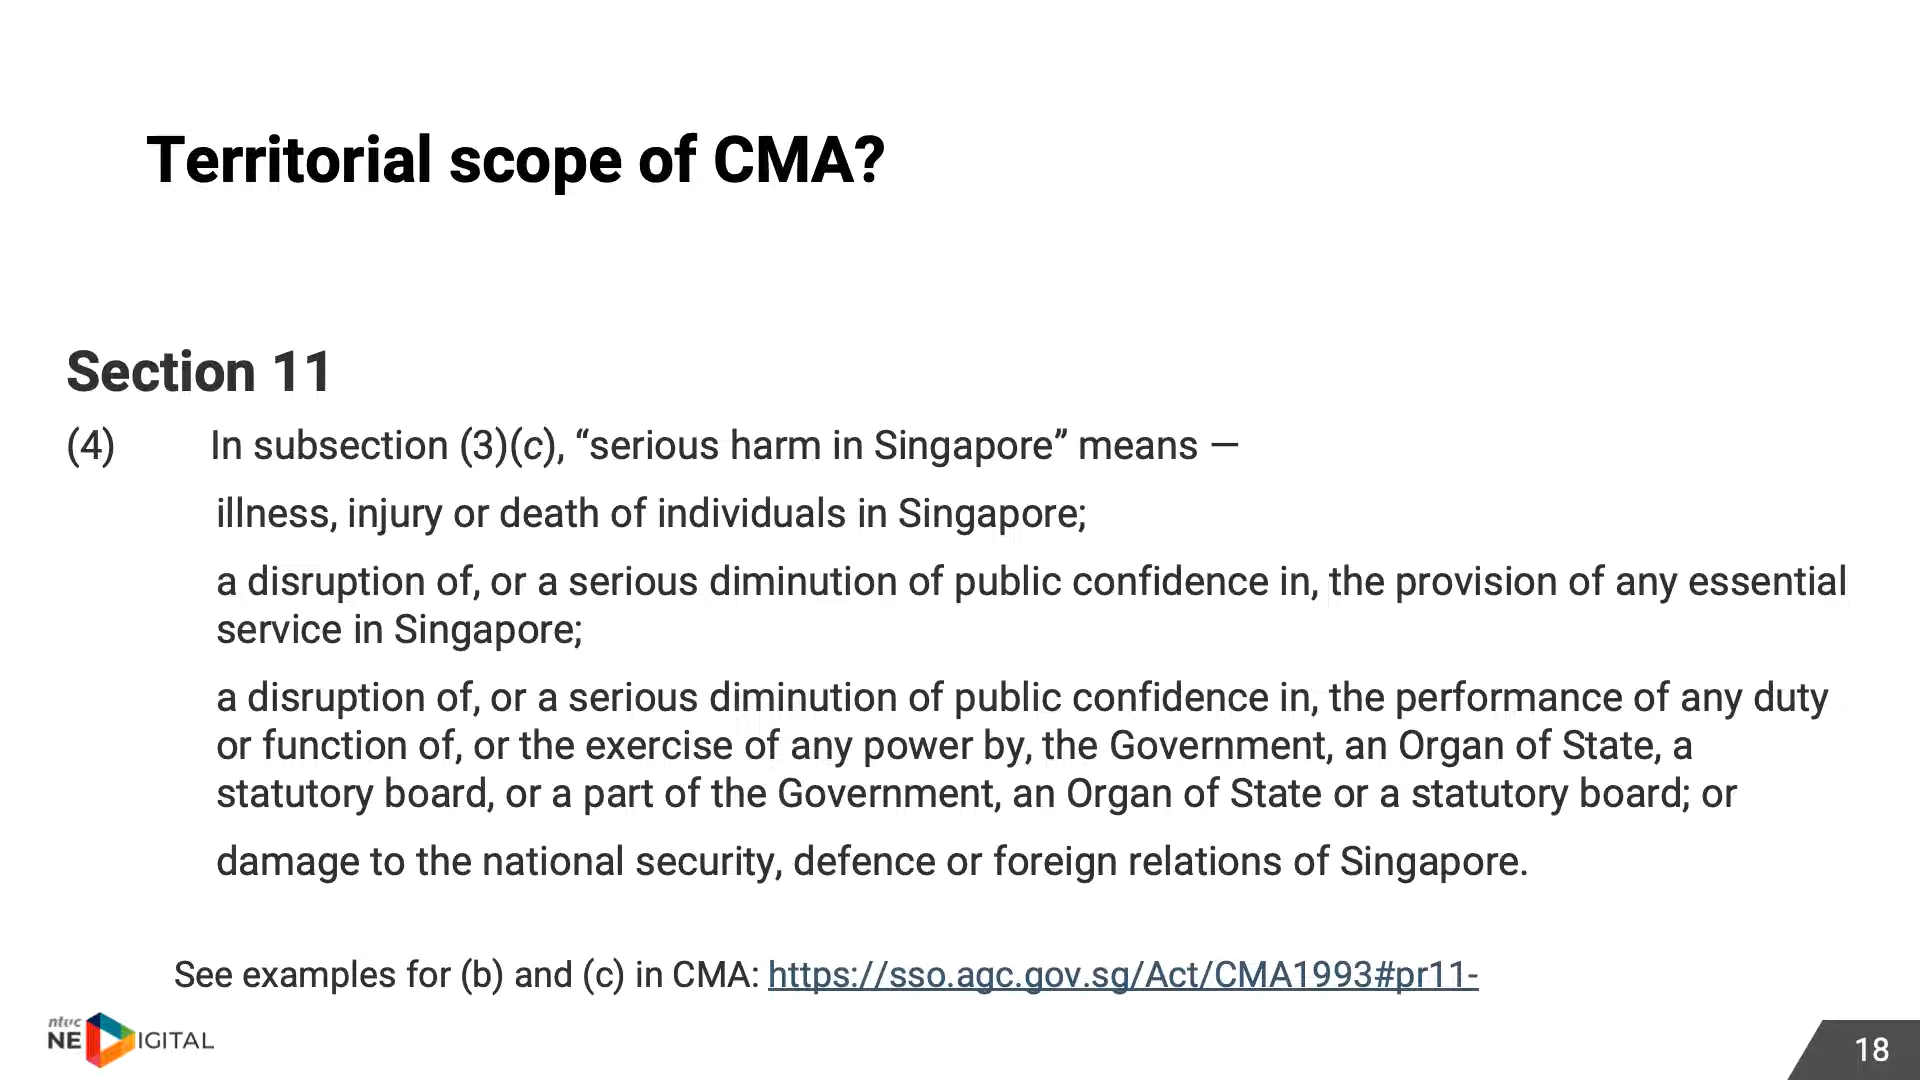 Territorial scope of CMA?
Section 11
(4) In subsection (3)(c), “serious harm in Singapore” means —
illness, injury or death of individuals in Singapore;
a disruption of, or a serious diminution of public confidence in, the provision of any essential
service in Singapore;
a disruption of, or a serious diminution of public confidence in, the performance of any duty
or function of, or the exercise of any power by, the Government, an Organ of State, a
statutory board, or a part of the Government, an Organ of State or a statutory board; or
damage to the national security, defence or foreign relations of Singapore.
See examples for (b) and (c) in CMA: https://sso.agc.gov.sg/Act/CMA1993#pr11-
ntuc
NE IGITAL
18